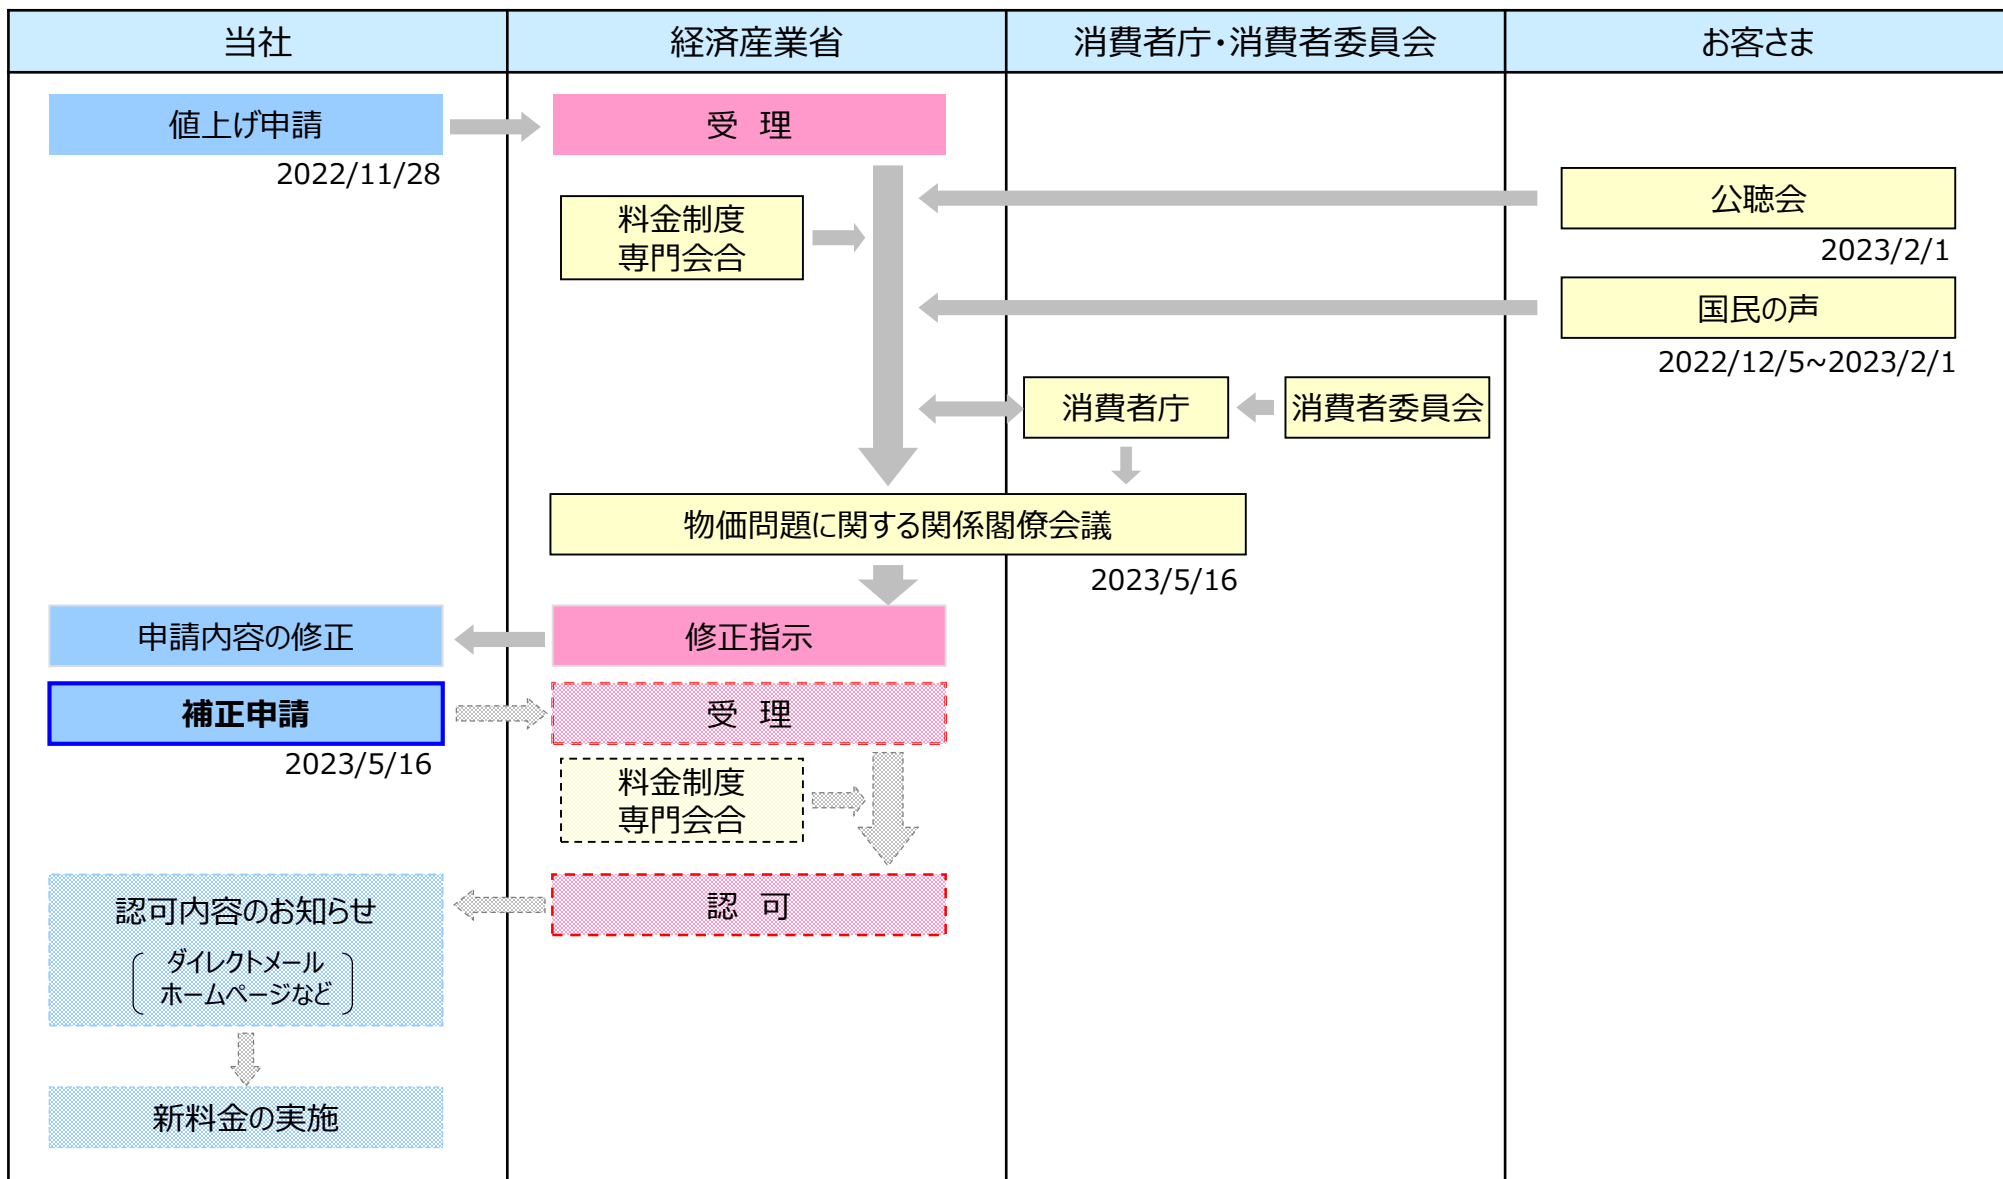 当社
経済産業省
消費者庁・消費者委員会
お客さま
値上げ申請
2022/11/28
受 理
公聴会
2023/2/1
料金制度
専門会合
国民の声
2022/12/5~2023/2/1
消費者庁
消費者委員会
物価問題に関する関係閣僚会議
2023/5/16
申請内容の修正
修正指示
補正申請
2023/5/16
受 理
料金制度
専門会合
認可内容のお知らせ
ダイレクトメール
ホームページなど
認 可
新料金の実施